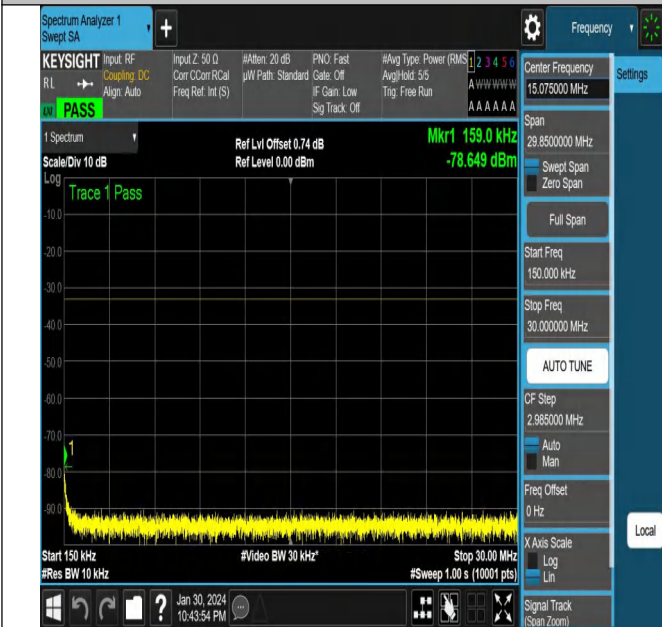 Spectrum Analyzer 1
Swept SA
+
Frequency
KEYSIGHT
RL
PASS
Input: RF
Coupling: DC
Align: Auto
Input Z: 50 Ω
Corr CCorr RCal
Freq Ref: Int (S)
#Atten: 20 dB
µW Path: Standard
PNO: Fast
Gate: Off
IF Gain: Low
Sig Track: Off
#Avg Type: Power (RMS
Avg|Hold: 5/5
Trig: Free Run
1 2 3 4 5 6
A W W W W W
A A A A A A
1 Spectrum
Scale/Div 10 dB
Log
Ref Lvl Offset 0.74 dB
Ref Level 0.00 dBm
Mkr1 159.0 kHz
-78.649 dBm
Trace 1 Pass
-10.0
-20.0
-30.0
-40.0
-50.0
-60.0
-70.0
-80.0
-90.0
1
Start 150 kHz
#Res BW 10 kHz
#Video BW 30 kHz*
Stop 30.00 MHz
#Sweep 1.00 s (10001 pts)
Jan 30, 2024
10:43:54 PM
Center Frequency
15.075000 MHz
Settings
Span
29.8500000 MHz
Swept Span
Zero Span
Full Span
Start Freq
150.000 kHz
Stop Freq
30.000000 MHz
AUTO TUNE
CF Step
2.985000 MHz
Auto
Man
Freq Offset
0 Hz
Local
X Axis Scale
Log
Lin
Signal Track
(Span Zoom)